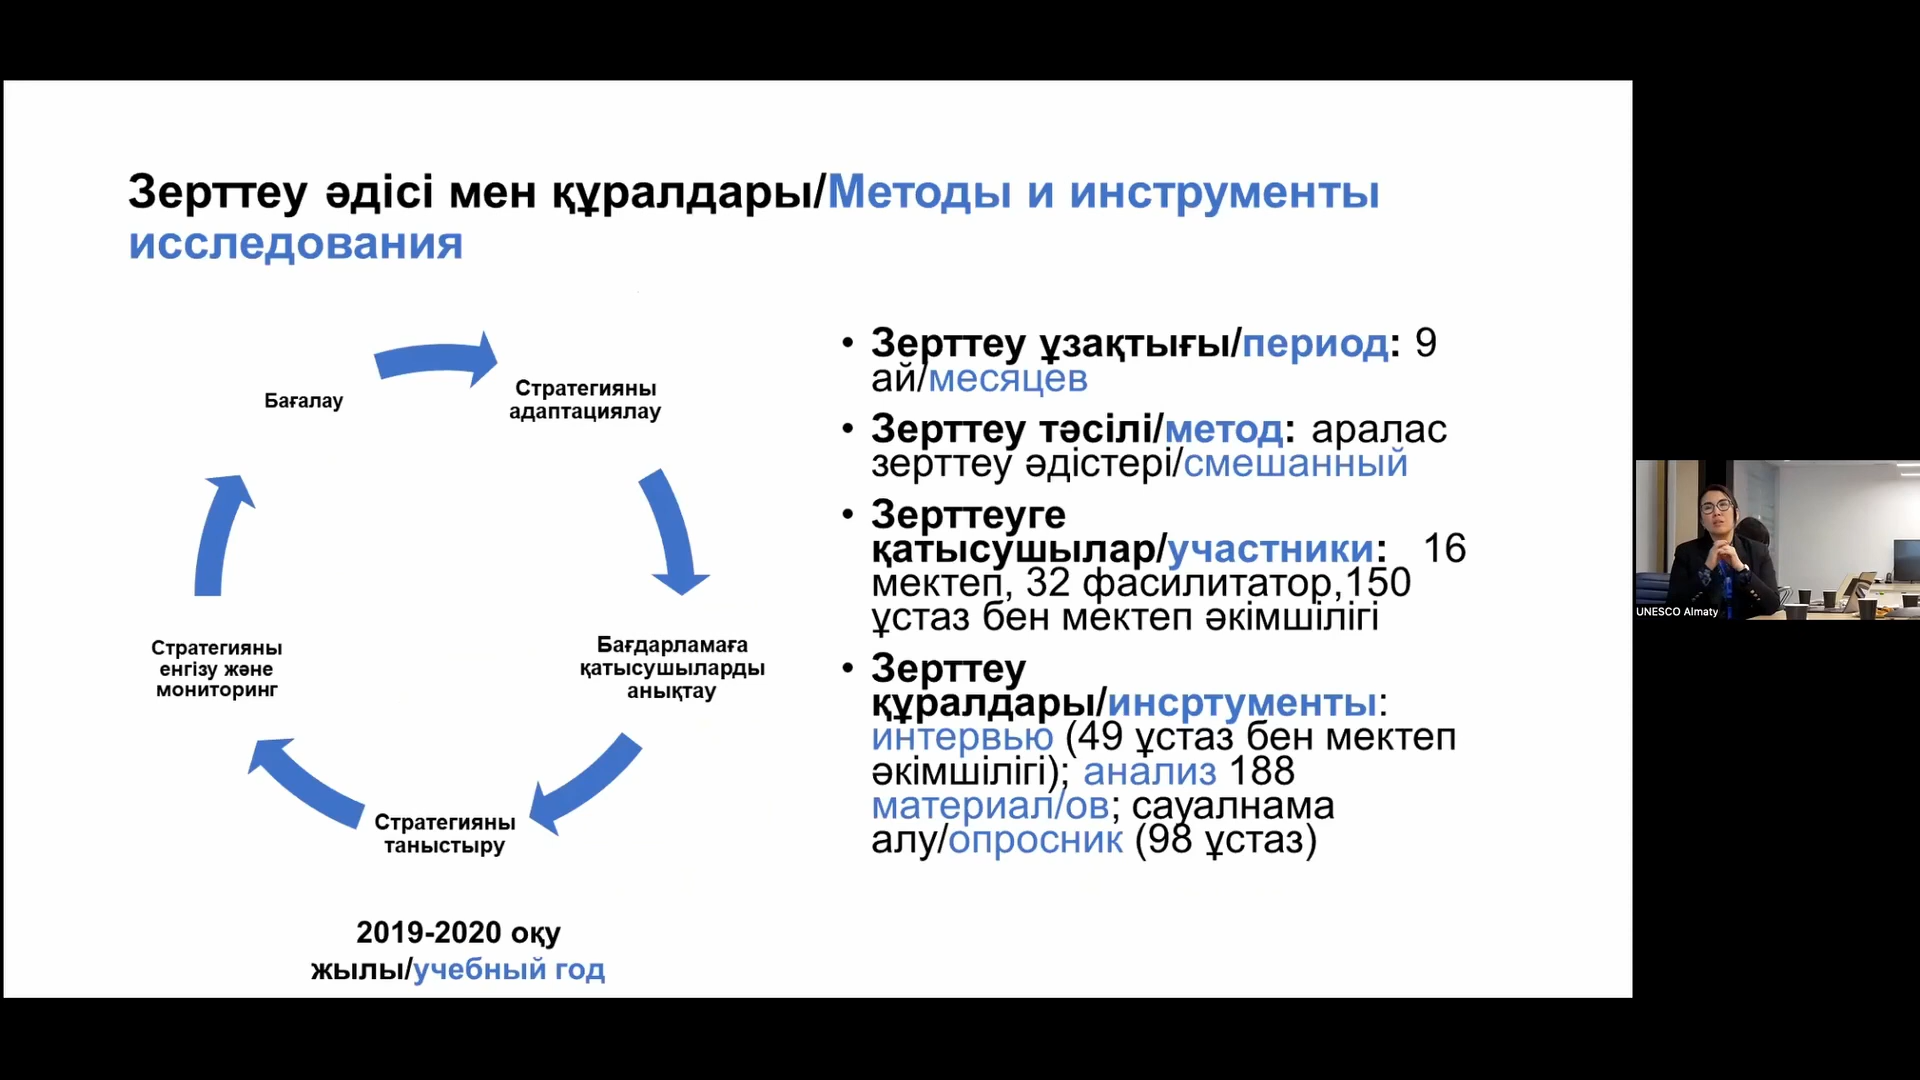 Зерттеу әдісі мен құралдары/Методы и инструменты
исследования
Бағалау
Стратегияны
адаптациялау
Бағдарламаға
қатысушыларды
анықтау
Стратегияны
таныстыру
Стратегияны
енгізу және
мониторинг
2019-2020 оқу
жылы/учебный год
• Зерттеу ұзақтығы/период: 9
ай/месяцев
• Зерттеу тәсілі/метод: аралас
зерттеу әдістері/смешанный
• Зерттеуге
қатысушылар/участники: 16
мектеп, 32 фасилитатор,150
ұстаз бен мектеп әкімшілігі
• Зерттеу
құралдары/инсртументы:
интервью (49 ұстаз бен мектеп
әкімшілігі); анализ 188
материал/ов; сауалнама
алу/опросник (98 ұстаз)
UNESCO Almaty